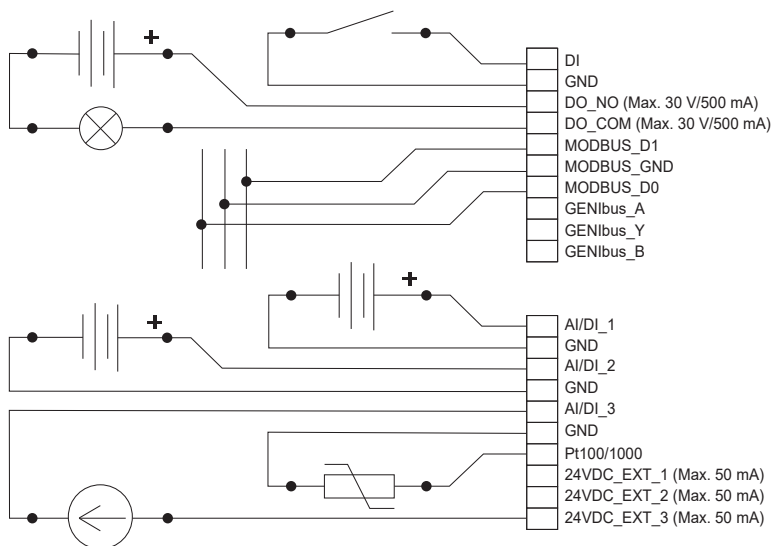 DI
GND
DO_NO (Max. 30 V/500 mA)
DO_COM (Max. 30 V/500 mA)
MODBUS_D1
MODBUS_GND
MODBUS_D0
GENIbus_A
GENIbus_Y
GENIbus_B
AI/DI_1
GND
AI/DI_2
GND
AI/DI_3
GND
Pt100/1000
24VDC_EXT_1 (Max. 50 mA)
24VDC_EXT_2 (Max. 50 mA)
24VDC_EXT_3 (Max. 50 mA)